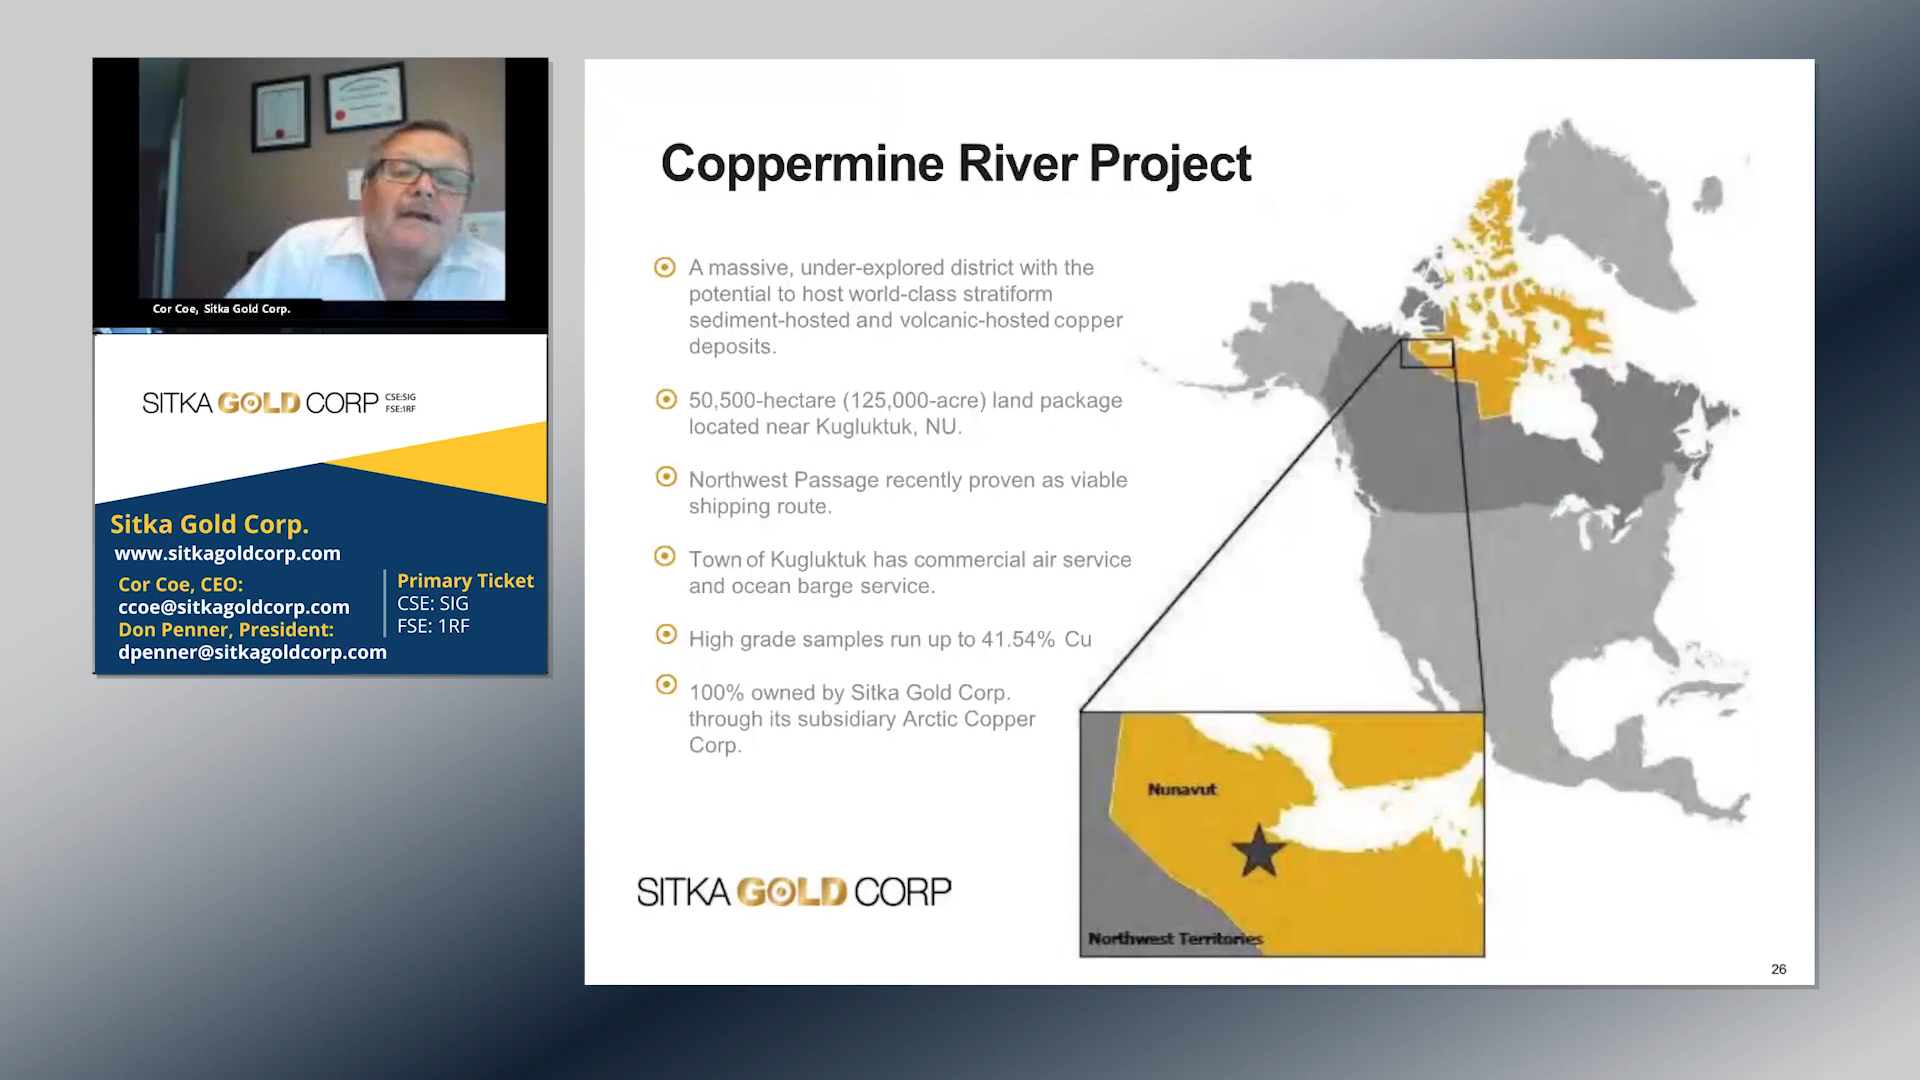 Cor Coe, Sitka Gold Corp.
SITKA GOLD CORP CSE:SIG
FSE:1RF
Sitka Gold Corp.
www.sitkagoldcorp.com
Cor Coe, CEO:
ccoe@sitkagoldcorp.com
Don Penner, President:
dpenner@sitkagoldcorp.com
Primary Ticket
CSE: SIG
FSE: 1RF
Coppermine River Project
A massive, under-explored district with the
potential to host world-class stratiform
sediment-hosted and volcanic-hosted copper
deposits.
50,500-hectare (125,000-acre) land package
located near Kugluktuk, NU.
Northwest Passage recently proven as viable
shipping route.
Town of Kugluktuk has commercial air service
and ocean barge service.
High grade samples run up to 41.54% Cu
100% owned by Sitka Gold Corp.
through its subsidiary Arctic Copper
Corp.
Nunavut
Northwest Territories
SITKA GOLD CORP
26